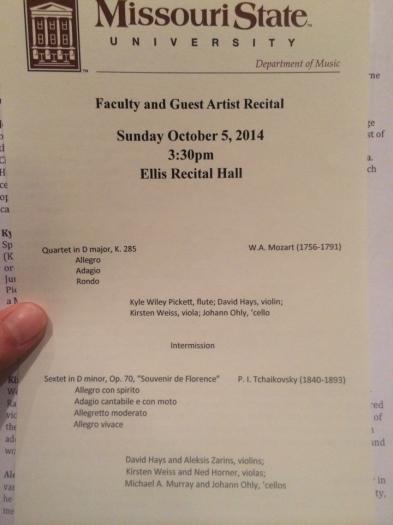 Missouri State™
UNIVERSITY
Department of Music
Faculty and Guest Artist Recital
Sunday October 5, 2014
3:30pm
Ellis Recital Hall
Quartet in D major, K. 285 W.A. Mozart (1756-1791)
Allegro
Adagio
Rondo
Kyle Wiley Pickett, flute; David Hays, violin;
Kirsten Weiss, viola; Johann Ohly, 'cello
Intermission
Sextet in D minor, Op. 70, "Souvenir de Florence" P. I. Tchaikovsky (1840-1893)
Allegro con spirito
Adagio cantabile e con moto
Allegretto moderato
Allegro vivace
David Hays and Aleksis Zarins, violins;
Kirsten Weiss and Ned Horner, violas;
Michael A. Murray and Johann Ohly, 'cellos